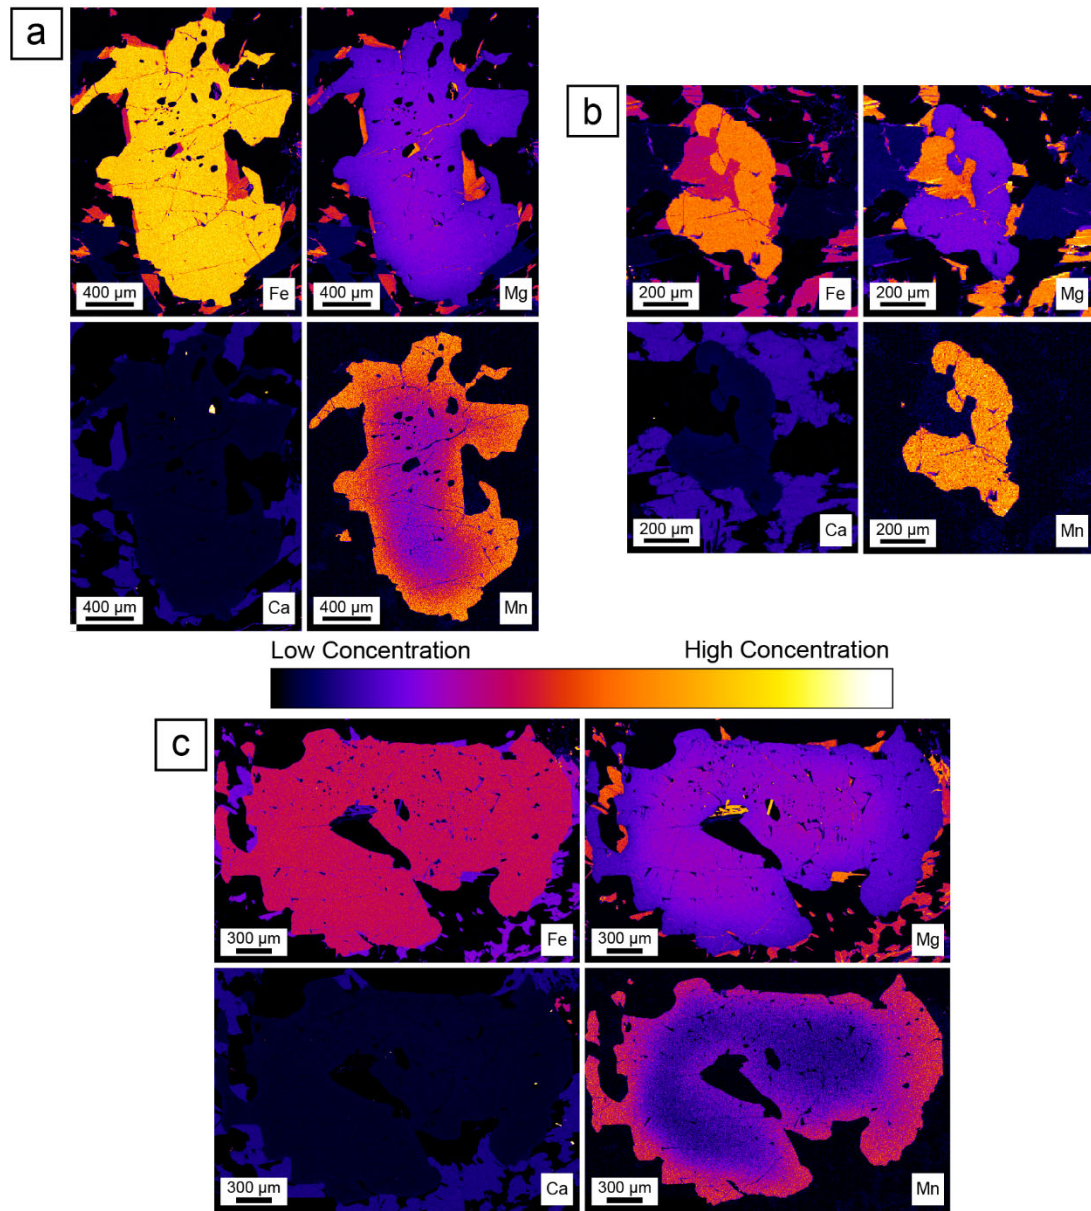 a
400 µm
Fe
400 µm
Mg
400 µm
Ca
400 µm
Mn
b
200 µm
Fe
200 µm
Mg
200 µm
Ca
200 µm
Mn
Low Concentration
High Concentration
c
300 µm
Fe
300 µm
Mg
300 µm
Ca
300 µm
Mn